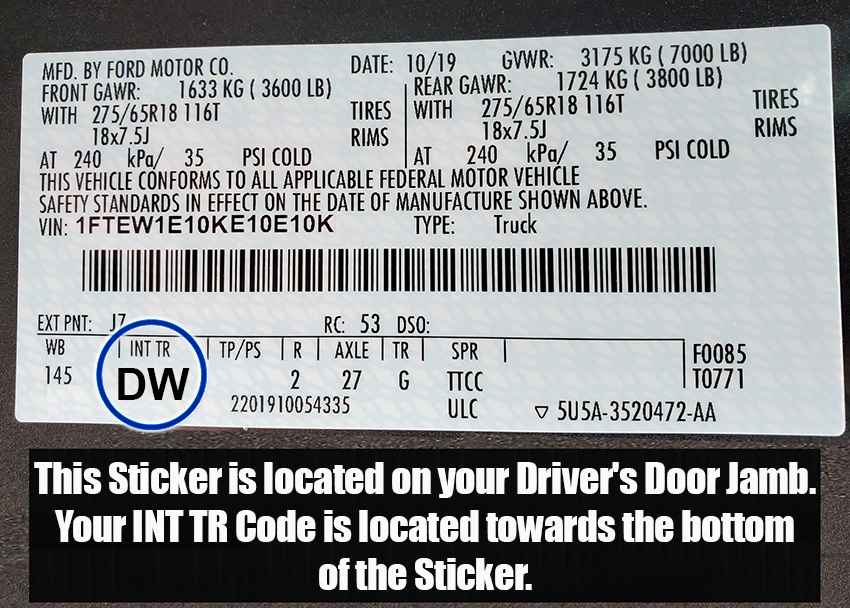 MFD. BY FORD MOTOR CO. DATE: 10/19 GVWR: 3175 KG ( 7000 LB)
FRONT GAWR: 1633 KG ( 3600 LB) REAR GAWR: 1724 KG ( 3800 LB)
WITH 275/65R18 116T TIRES WITH 275/65R18 116T TIRES
18x7.5J RIMS 18x7.5J RIMS
AT 240 kPa/ 35 PSI COLD AT 240 kPa/ 35 PSI COLD
THIS VEHICLE CONFORMS TO ALL APPLICABLE FEDERAL MOTOR VEHICLE
SAFETY STANDARDS IN EFFECT ON THE DATE OF MANUFACTURE SHOWN ABOVE.
VIN: 1FTEW1E10KE10E10K TYPE: Truck
EXT PNT: J7 RC: 53 DSO:
WB INT TR TP/PS R AXLE TR SPR F0085
145 DW 2 27 G TTCC T0771
2201910054335 ULC ▽ 5U5A-3520472-AA
This Sticker is located on your Driver's Door Jamb.
Your INT TR Code is located towards the bottom
of the Sticker.